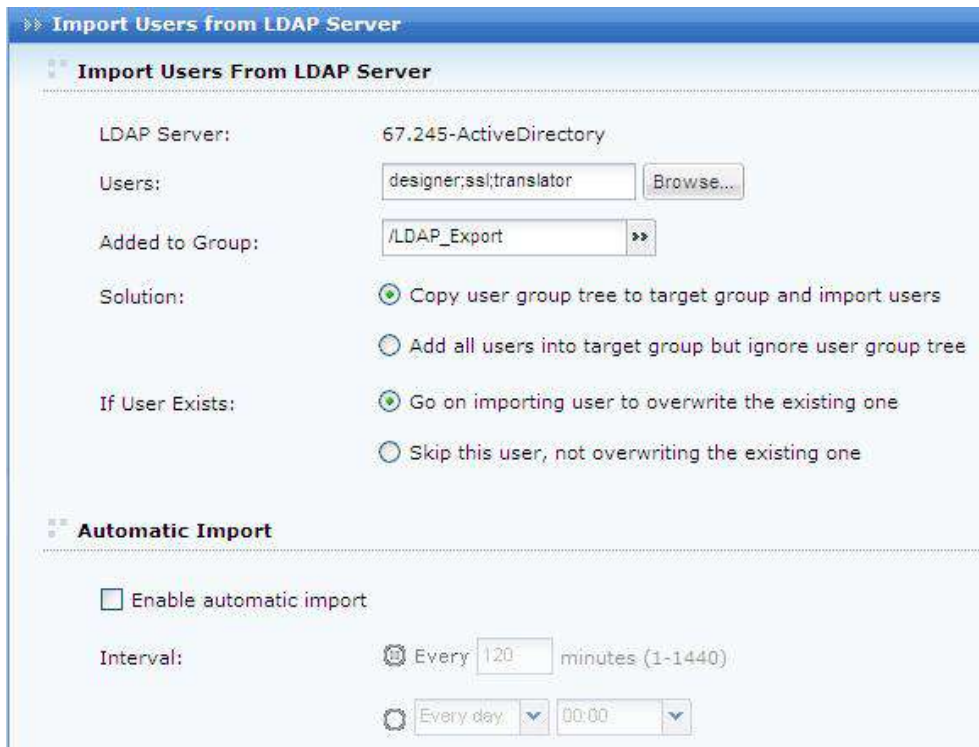 Import Users from LDAP Server
Import Users From LDAP Server
LDAP Server: 67.245-ActiveDirectory
Users: designer;ssl;translator Browse...
Added to Group: /LDAP_Export
Solution: Copy user group tree to target group and import users
Add all users into target group but ignore user group tree
If User Exists: Go on importing user to overwrite the existing one
Skip this user, not overwriting the existing one
Automatic Import
Enable automatic import
Interval: Every 120 minutes (1-1440)
Every day 00:00